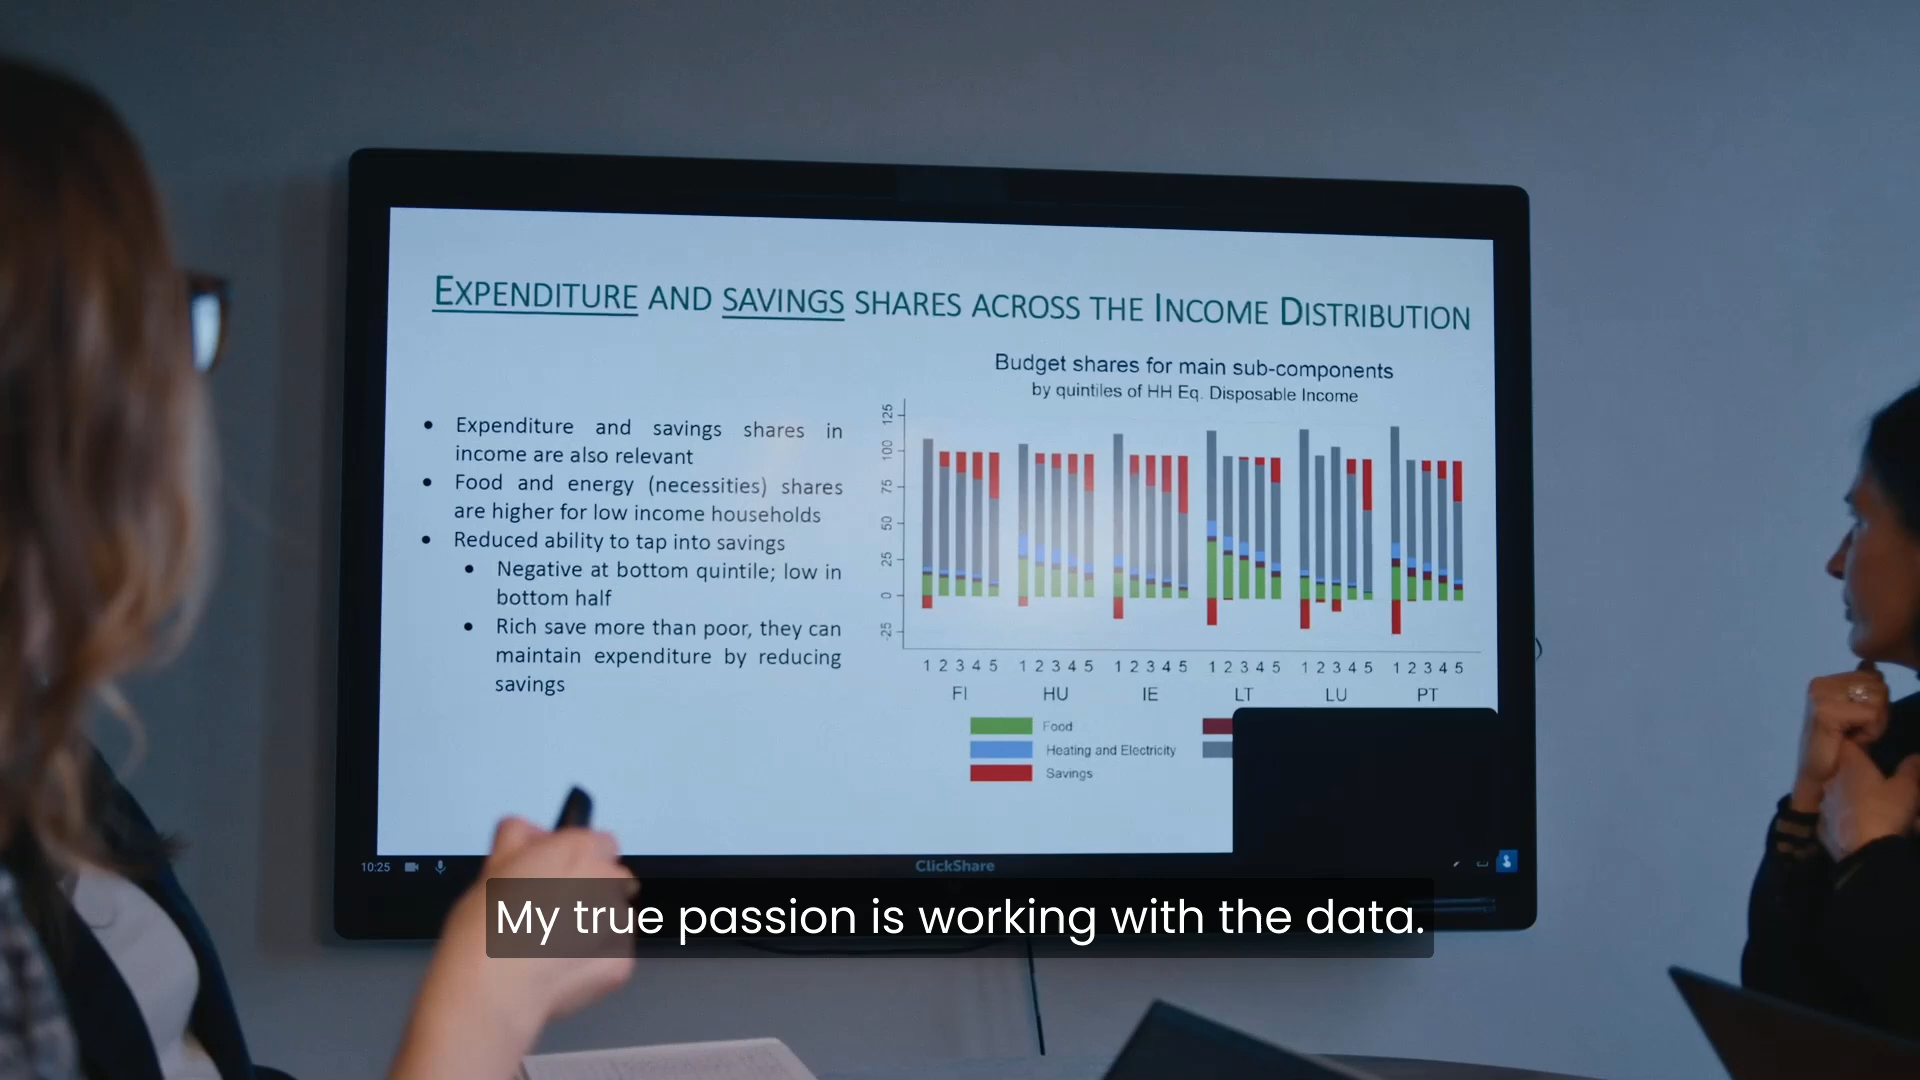 EXPENDITURE AND SAVINGS SHARES ACROSS THE INCOME DISTRIBUTION
• Expenditure and savings shares in
income are also relevant
• Food and energy (necessities) shares
are higher for low income households
• Reduced ability to tap into savings
• Negative at bottom quintile; low in
bottom half
• Rich save more than poor, they can
maintain expenditure by reducing
savings
Budget shares for main sub-components
by quintiles of HH Eq. Disposable Income
125
100
75
50
25
0
-25
1 2 3 4 5 1 2 3 4 5 1 2 3 4 5 1 2 3 4 5 1 2 3 4 5 1 2 3 4 5
FI HU IE LT LU PT
Food
Heating and Electricity
Savings
10:25
ClickShare
My true passion is working with the data.